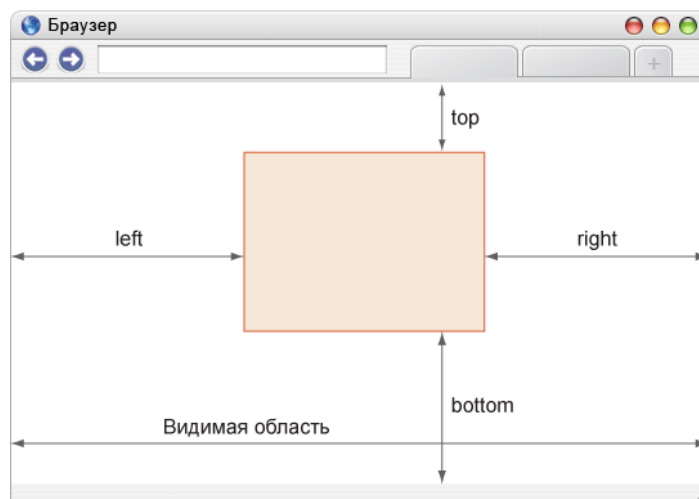 Браузер
top
left
right
bottom
Видимая область